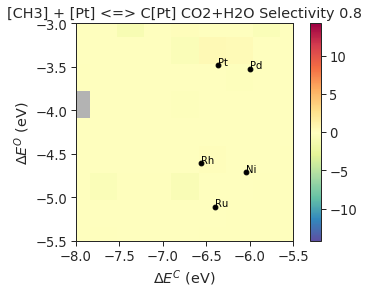 [CH3] + [Pt] <=> C[Pt] CO2+H2O Selectivity 0.8
−3.0
−3.5
−4.0
−4.5
−5.0
−5.5
ΔE^O (eV)
Pt
Pd
Rh
Ni
Ru
−8.0 −7.5 −7.0 −6.5 −6.0 −5.5
ΔE^C (eV)
10
5
0
−5
−10